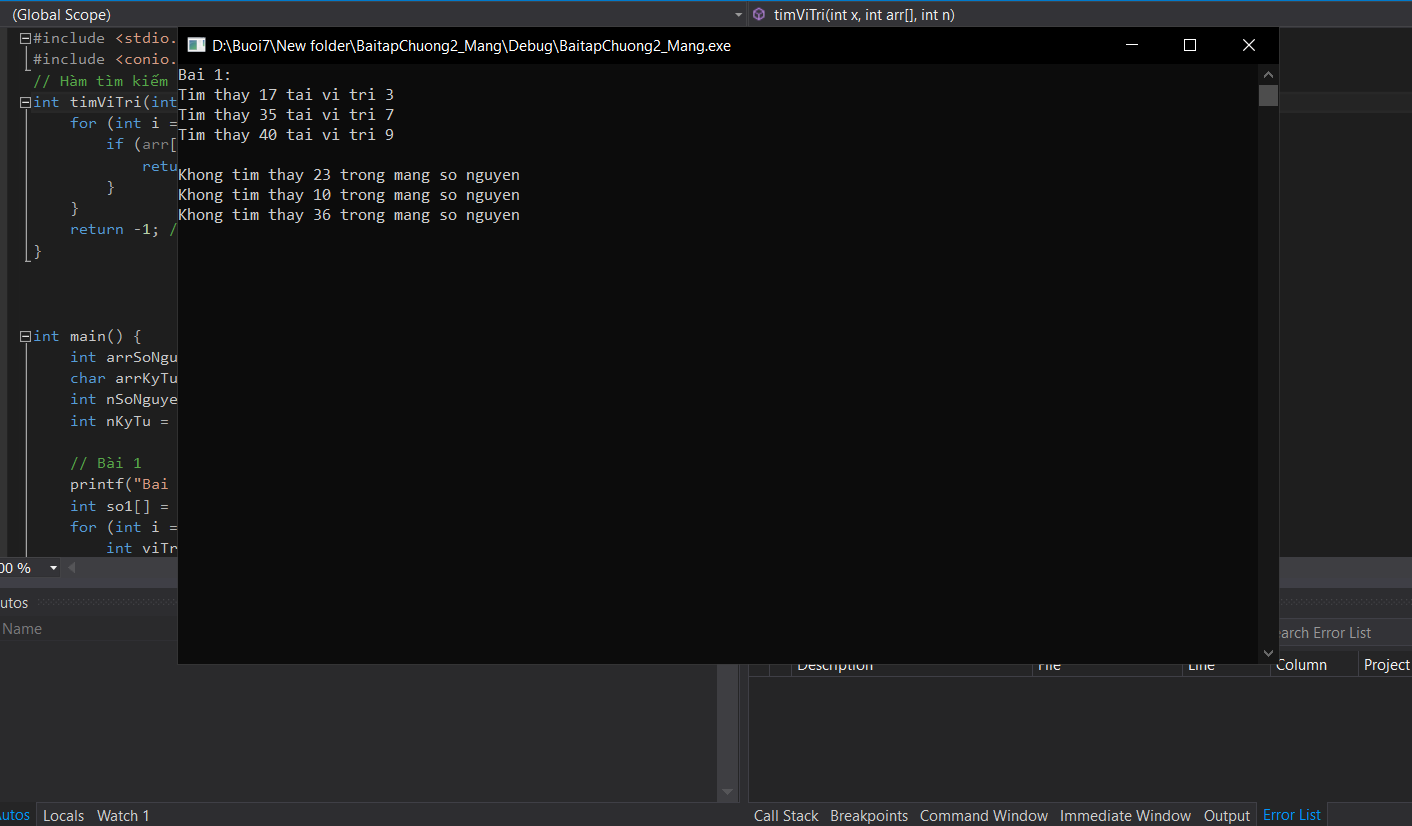 (Global Scope)
timViTri(int x, int arr[], int n)
#include <stdio.
#include <conio.
// Hàm tìm kiếm
int timViTri(int
for (int i =
if (arr[
retu
}
}
return -1; /
}
int main() {
int arrSoNgu
char arrKyTu
int nSoNguye
int nKyTu =
// Bài 1
printf("Bai
int so1[] =
for (int i =
int viTr
D:\Buoi7\New folder\BaitapChuong2_Mang\Debug\BaitapChuong2_Mang.exe
Bai 1:
Tim thay 17 tai vi tri 3
Tim thay 35 tai vi tri 7
Tim thay 40 tai vi tri 9
Khong tim thay 23 trong mang so nguyen
Khong tim thay 10 trong mang so nguyen
Khong tim thay 36 trong mang so nguyen
00 %
utos
Name
earch Error List
Description File Line Column Project
Autos Locals Watch 1
Call Stack Breakpoints Command Window Immediate Window Output Error List